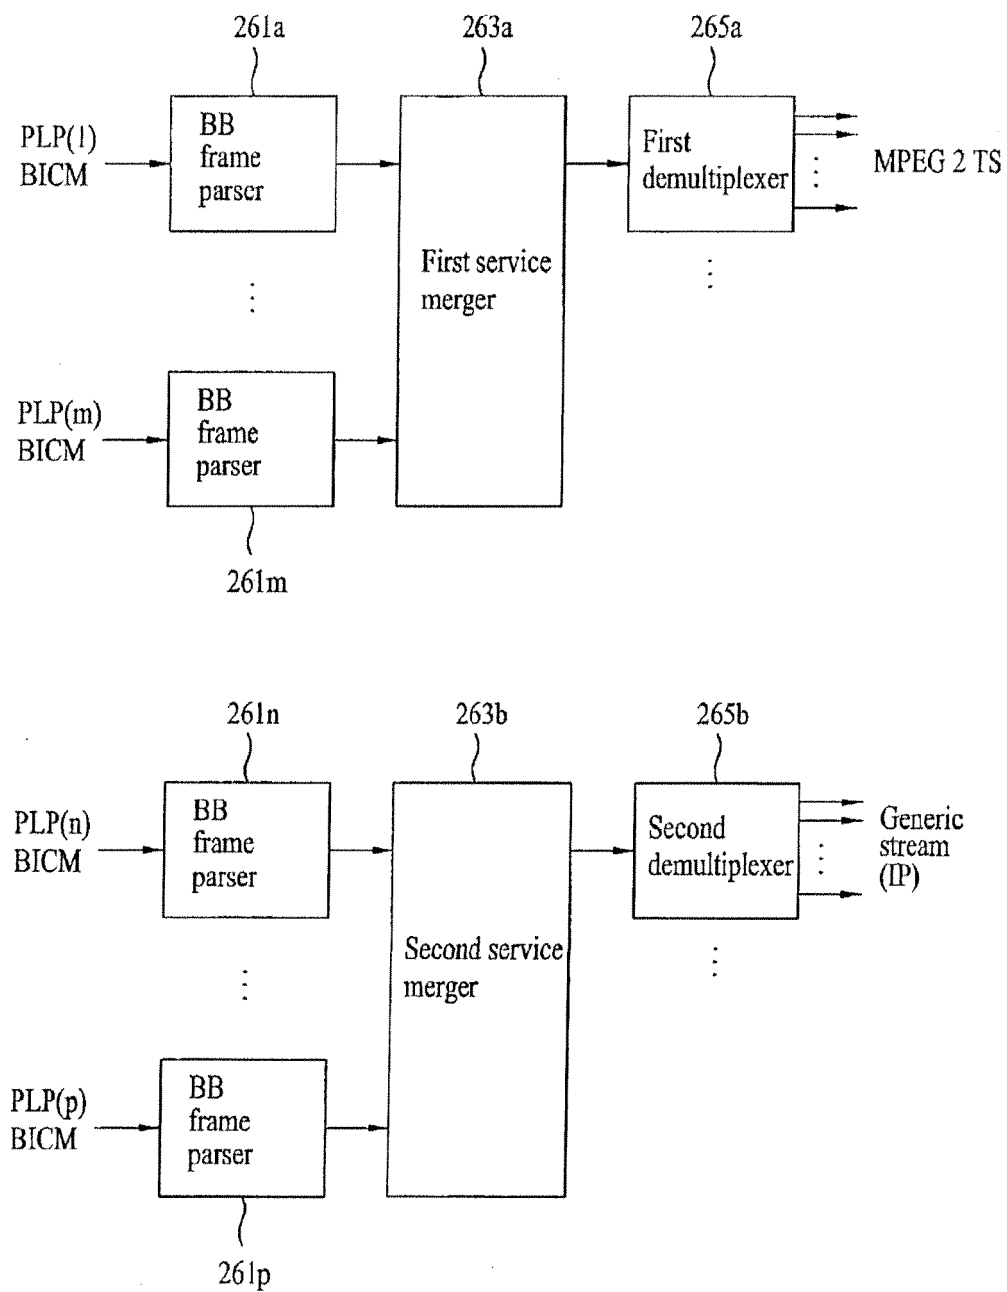 261a
263a
265a
PLP(1)
BICM
BB
frame
parser
First
demultiplexer
MPEG 2 TS
First service
merger
PLP(m)
BICM
BB
frame
parser
261m
261n
263b
265b
PLP(n)
BICM
BB
frame
parser
Second
demultiplexer
Generic
stream
(IP)
Second service
merger
PLP(p)
BICM
BB
frame
parser
261p